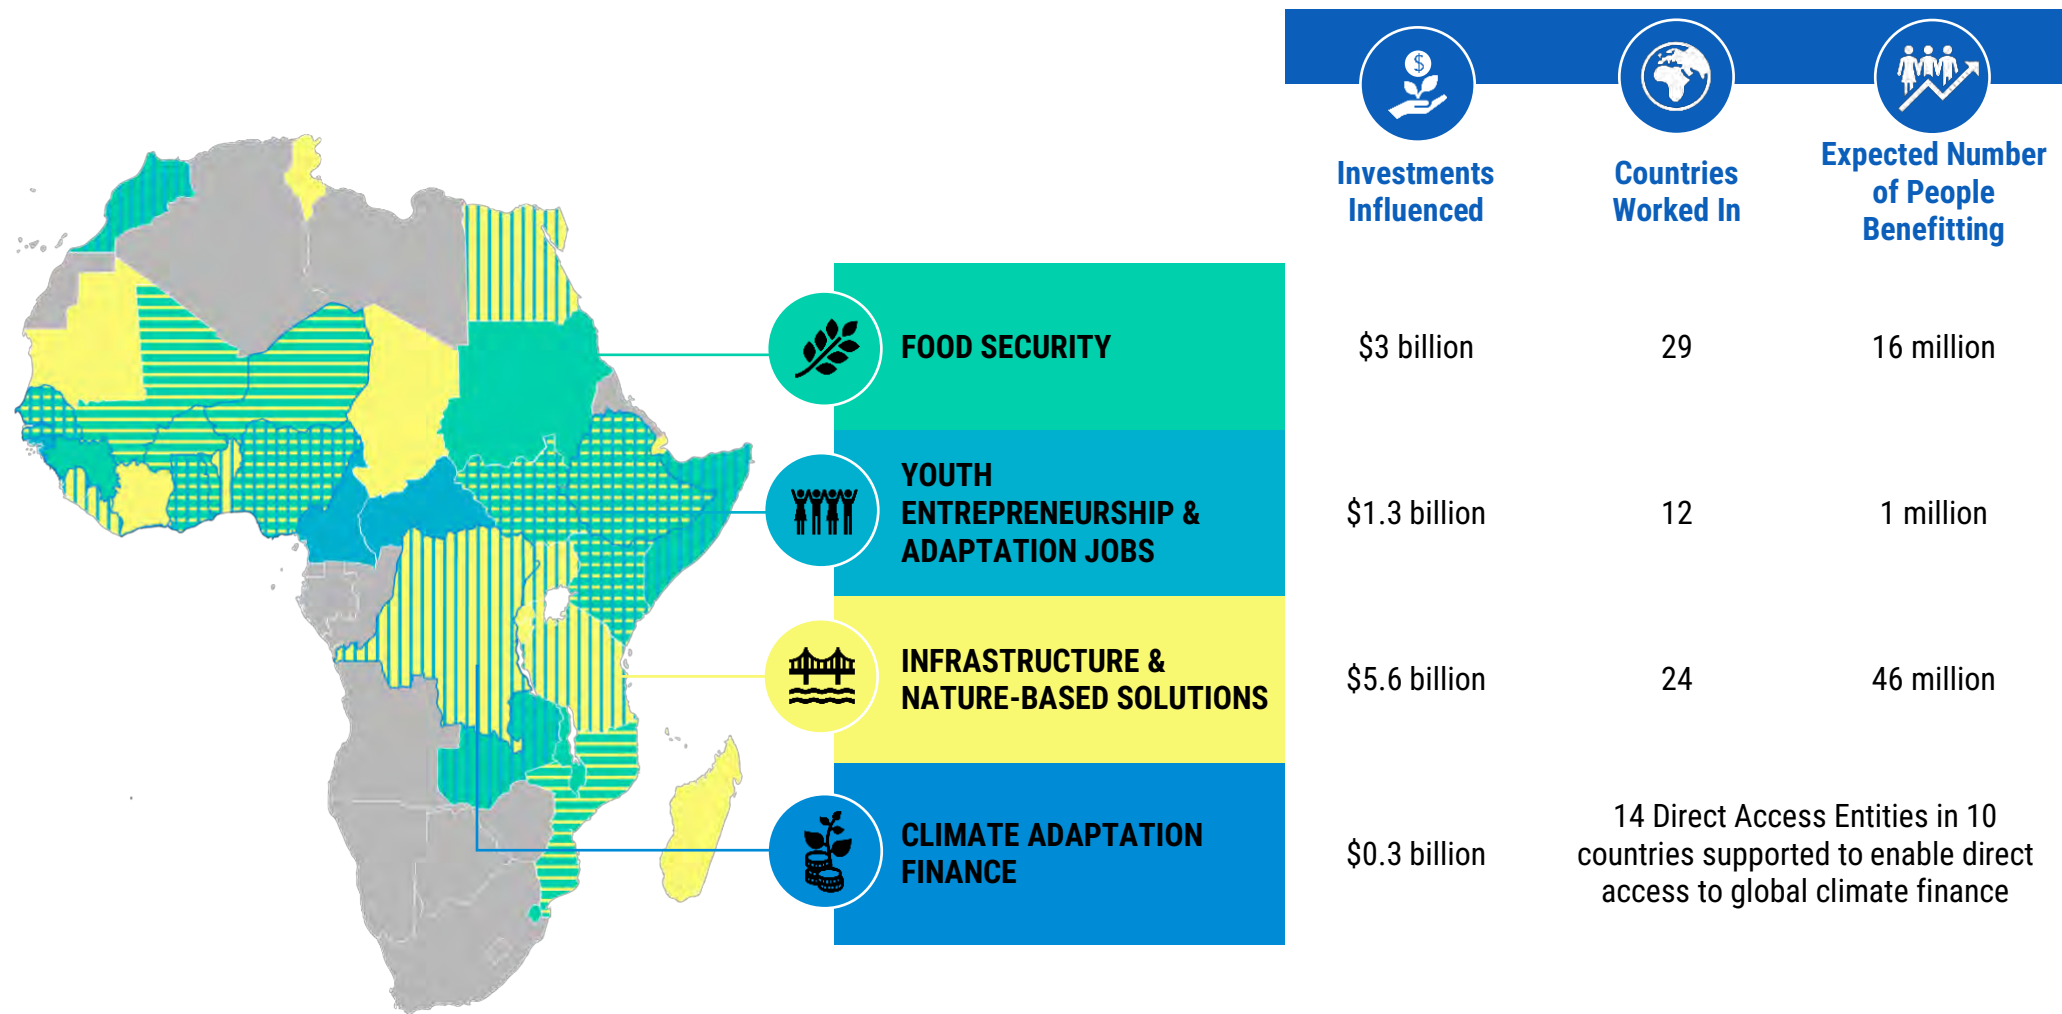 Investments
Influenced
Countries
Worked In
Expected Number
of People
Benefitting
FOOD SECURITY
$3 billion
29
16 million
YOUTH
ENTREPRENEURSHIP &
ADAPTATION JOBS
$1.3 billion
12
1 million
INFRASTRUCTURE &
NATURE-BASED SOLUTIONS
$5.6 billion
24
46 million
CLIMATE ADAPTATION
FINANCE
$0.3 billion
14 Direct Access Entities in 10
countries supported to enable direct
access to global climate finance